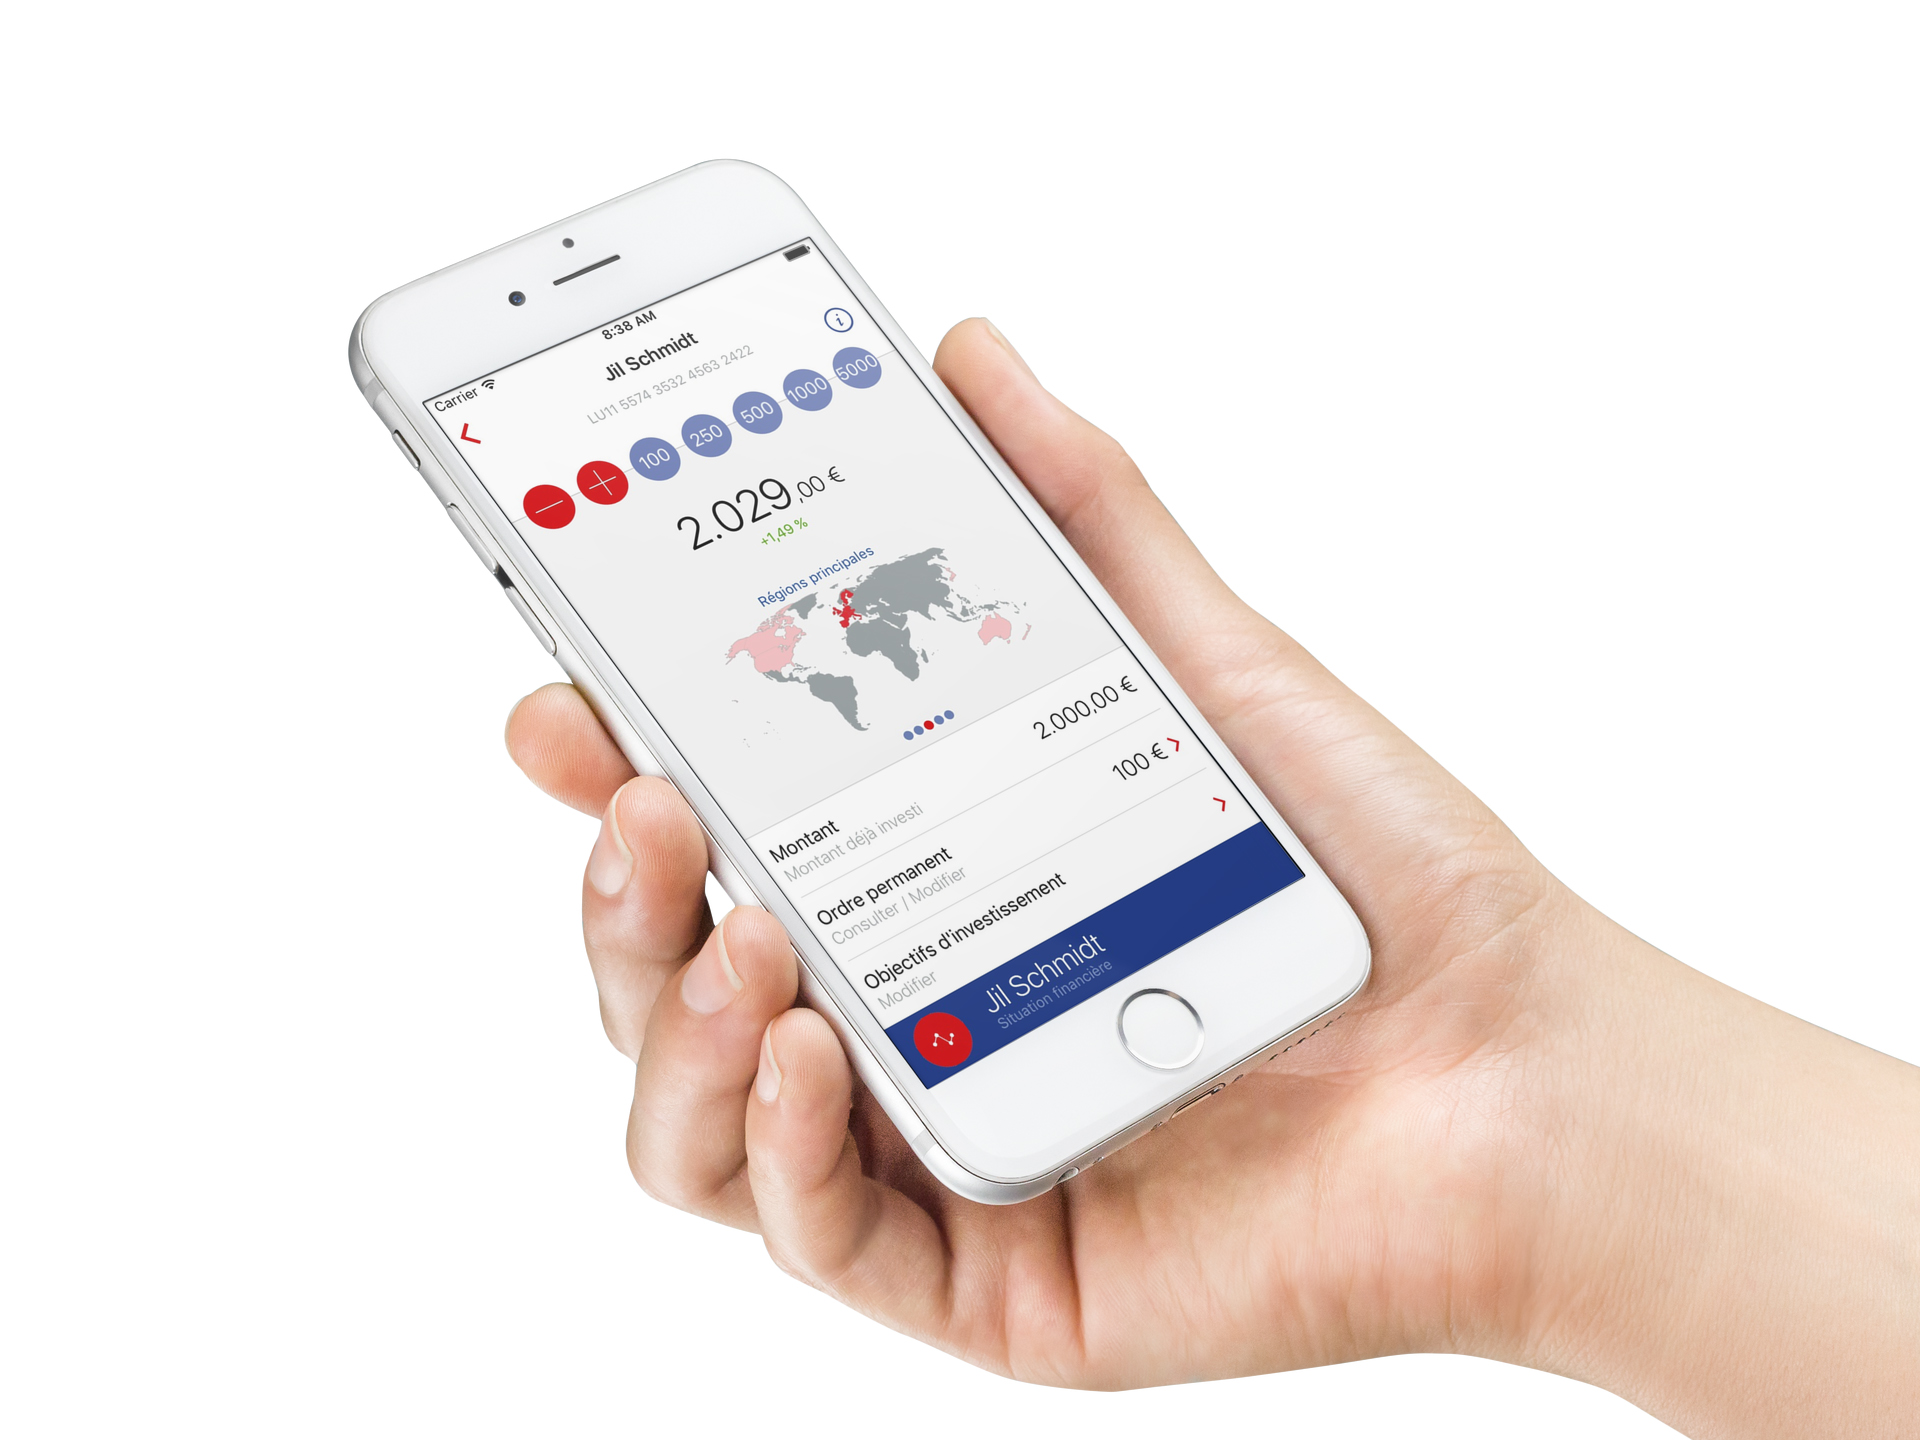 Carrier 8:38 AM
Jil Schmidt
LU11 5574 3532 4563 2422
100 250 500 1000 5000
2.029,00 €
+1,49 %
Régions principales
Montant 2.000,00 €
Montant déjà investi
Ordre permanent 100 €
Consulter / Modifier
Objectifs d'investissement
Modifier
Jil Schmidt
Situation financière